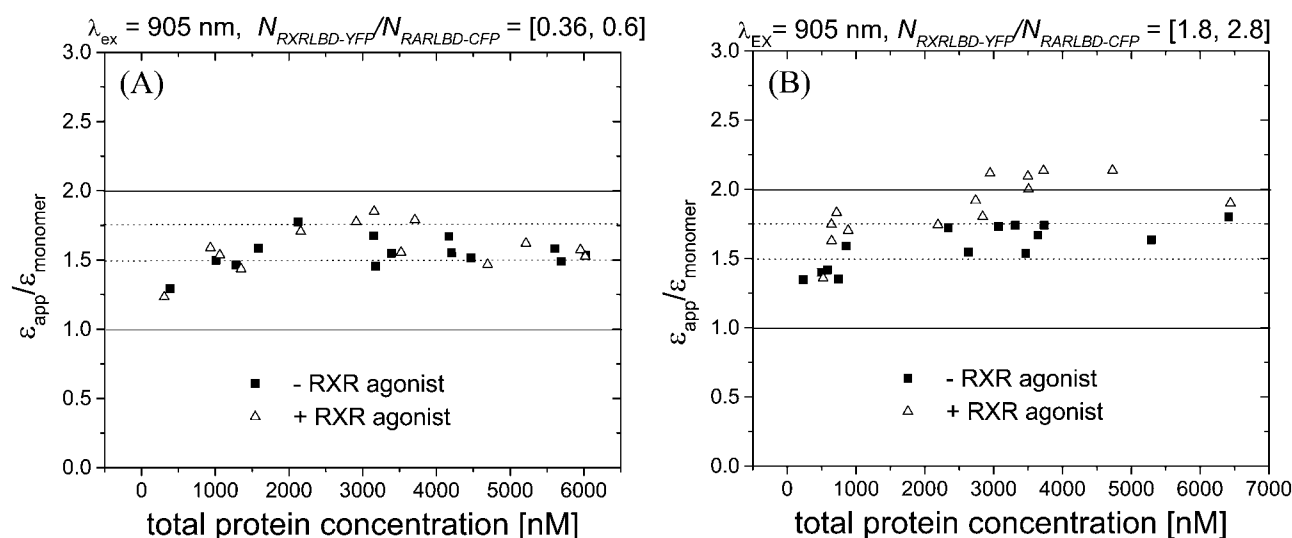 λex = 905 nm, NRXRLBD-YFP/NRARLBD-CFP = [0.36, 0.6]
(A)
3.0
2.5
2.0
1.5
1.0
0.5
0.0
εapp/εmonomer
- RXR agonist
+ RXR agonist
0 1000 2000 3000 4000 5000 6000
total protein concentration [nM]
λEX = 905 nm, NRXRLBD-YFP/NRARLBD-CFP = [1.8, 2.8]
(B)
3.0
2.5
2.0
1.5
1.0
0.5
0.0
εapp/εmonomer
- RXR agonist
+ RXR agonist
0 1000 2000 3000 4000 5000 6000 7000
total protein concentration [nM]